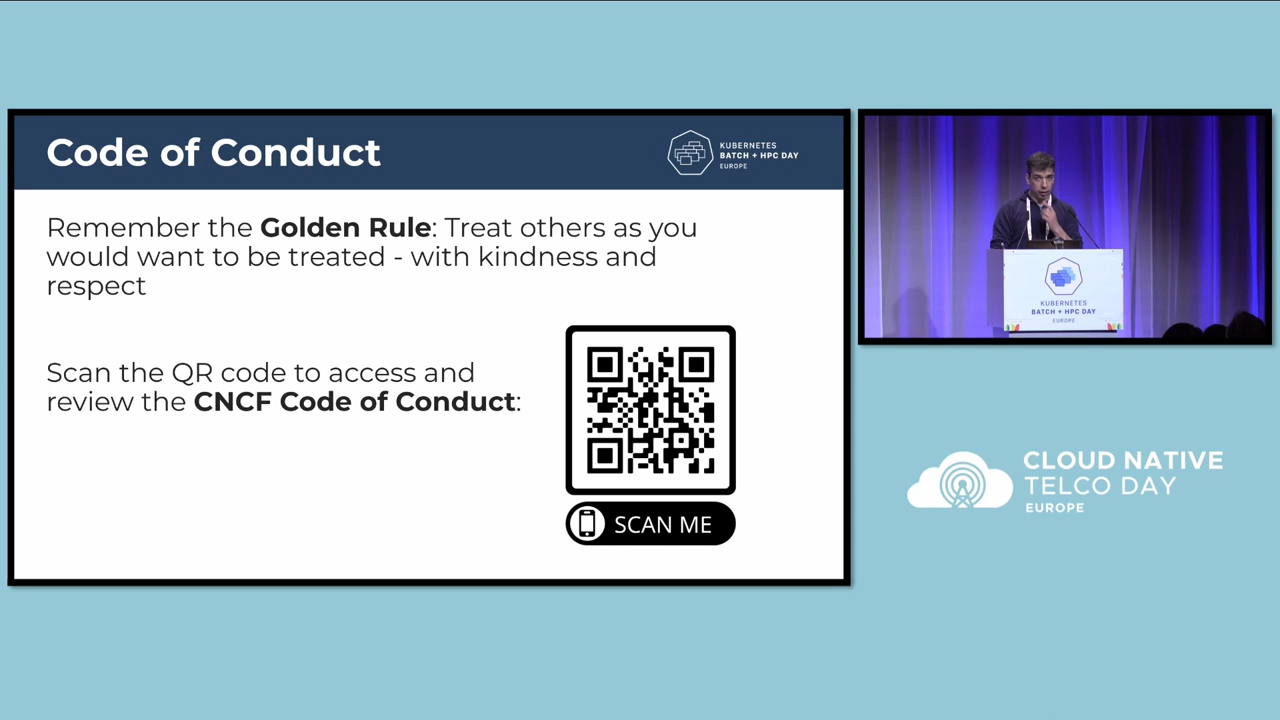 Code of Conduct
KUBERNETES
BATCH + HPC DAY
EUROPE
Remember the Golden Rule: Treat others as you
would want to be treated - with kindness and
respect
Scan the QR code to access and
review the CNCF Code of Conduct:
SCAN ME
KUBERNETES
BATCH + HPC DAY
EUROPE
CLOUD NATIVE
TELCO DAY
EUROPE